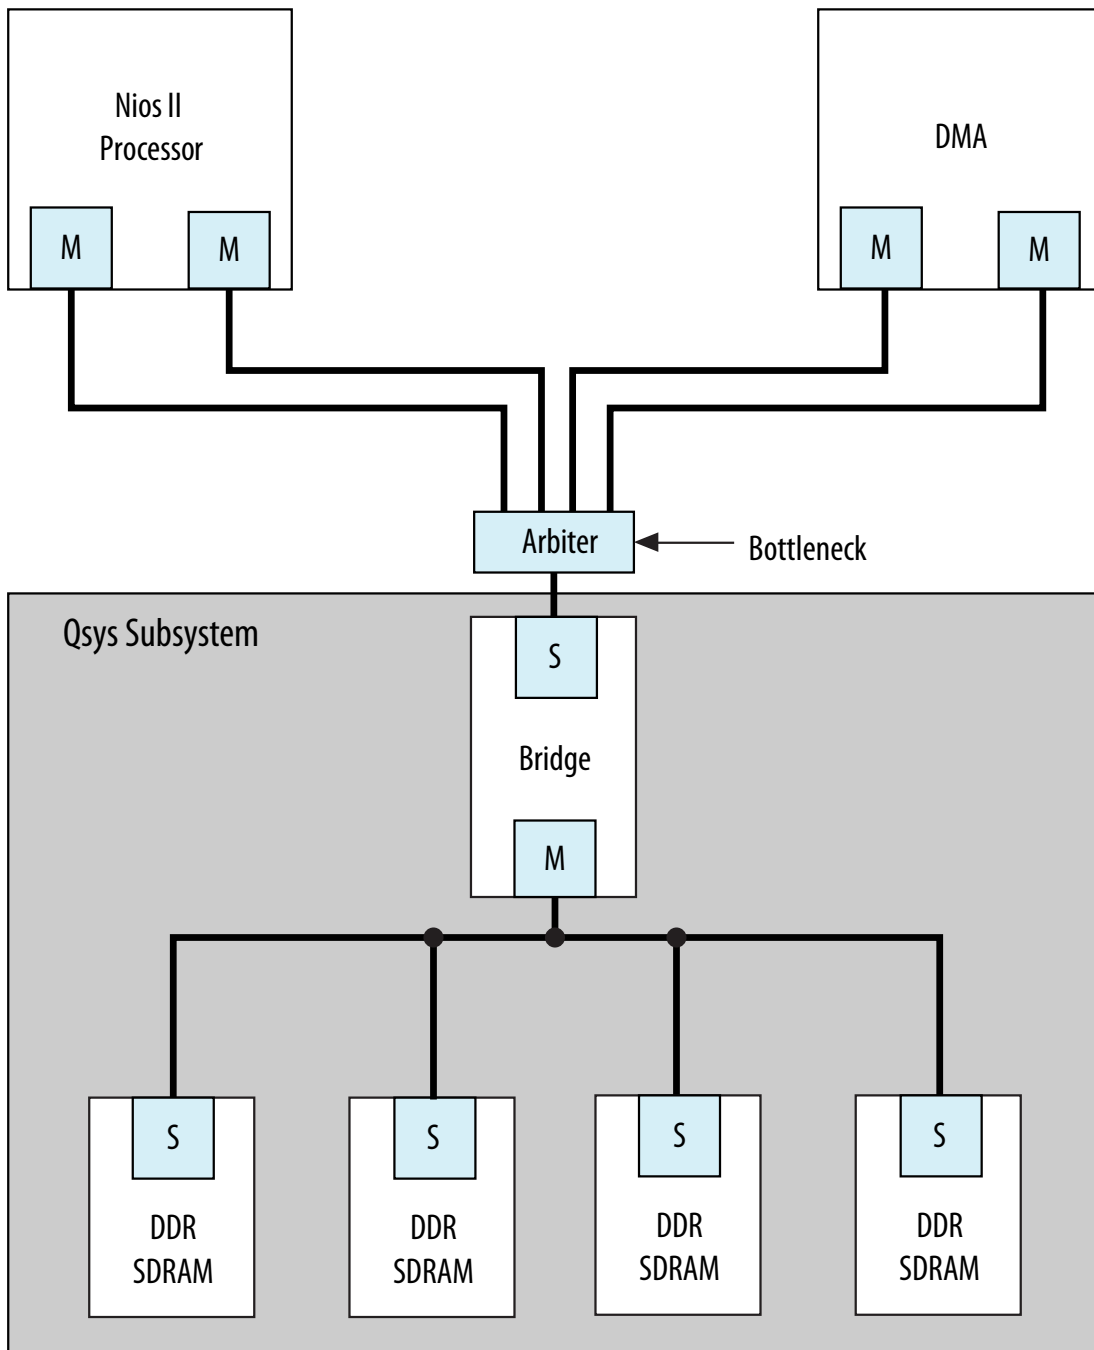 Nios II
Processor
DMA
M
M
M
M
Arbiter
Bottleneck
Qsys Subsystem
S
Bridge
M
S
S
S
S
DDR
SDRAM
DDR
SDRAM
DDR
SDRAM
DDR
SDRAM